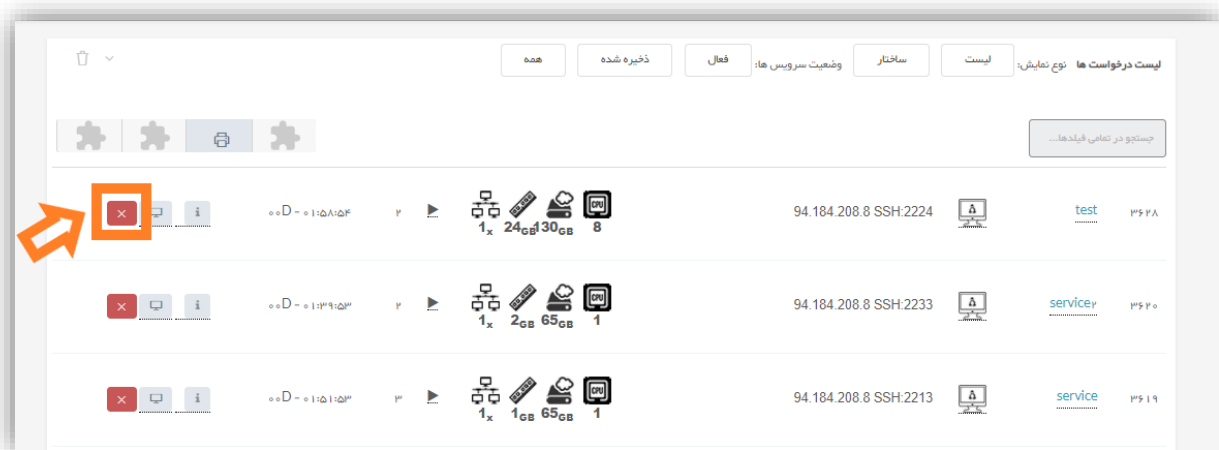 لیست درخواست ها نوع نمایش: لیست ساختار وضعیت سرویس ها: فعال ذخیره شده همه
جستجو در تمامی فیلدها...
۳۶۲۸ test 94.184.208.8 SSH:2224 CPU 8 130GB 24GB 1x ۲ ۰۰D - ۰۱:۵۸:۵۴ i
۳۶۲۰ service۲ 94.184.208.8 SSH:2233 CPU 1 65GB 2GB 1x ۲ ۰۰D - ۰۱:۳۹:۵۳ i
۳۶۱۹ service 94.184.208.8 SSH:2213 CPU 1 65GB 1GB 1x ۳ ۰۰D - ۰۱:۵۱:۵۳ i